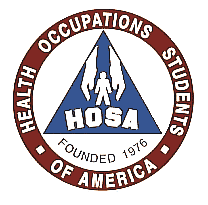 HEALTH OCCUPATIONS STUDENTS
OF AMERICA
HOSA
FOUNDED 1976